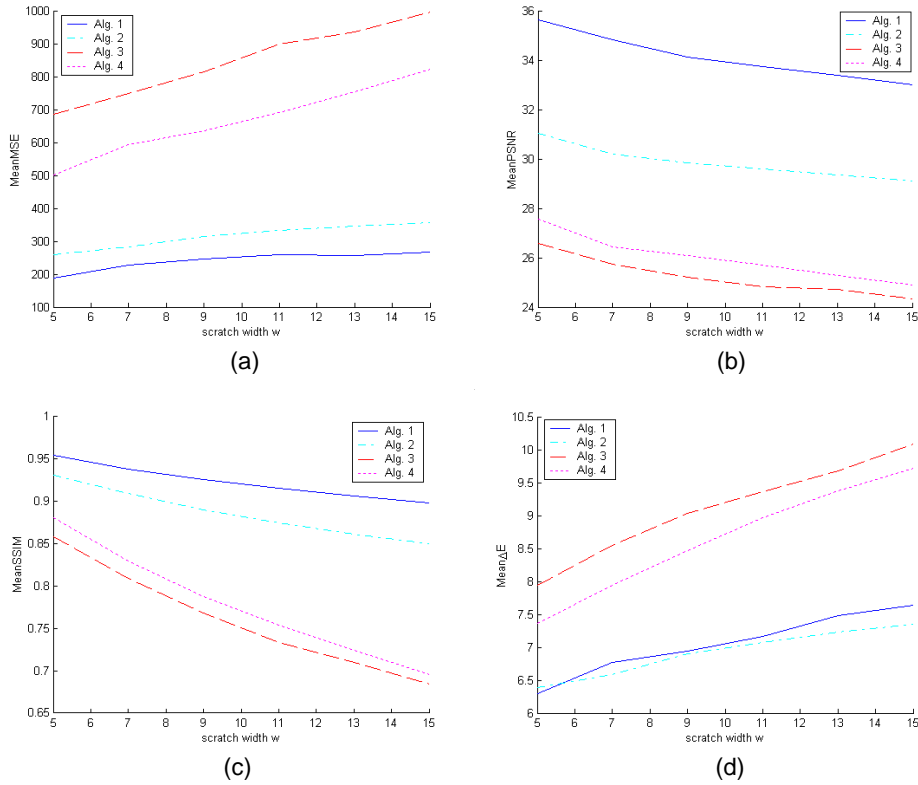 Alg. 1
Alg. 2
Alg. 3
Alg. 4
1000
900
800
700
600
500
400
300
200
100
MeanMSE
5 6 7 8 9 10 11 12 13 14 15
scratch width w
(a)
Alg. 1
Alg. 2
Alg. 3
Alg. 4
36
34
32
30
28
26
24
MeanPSNR
5 6 7 8 9 10 11 12 13 14 15
scratch width w
(b)
Alg. 1
Alg. 2
Alg. 3
Alg. 4
1
0.95
0.9
0.85
0.8
0.75
0.7
0.65
MeanSSIM
5 6 7 8 9 10 11 12 13 14 15
scratch width w
(c)
Alg. 1
Alg. 2
Alg. 3
Alg. 4
10.5
10
9.5
9
8.5
8
7.5
7
6.5
6
MeanΔE
5 6 7 8 9 10 11 12 13 14 15
scratch width w
(d)